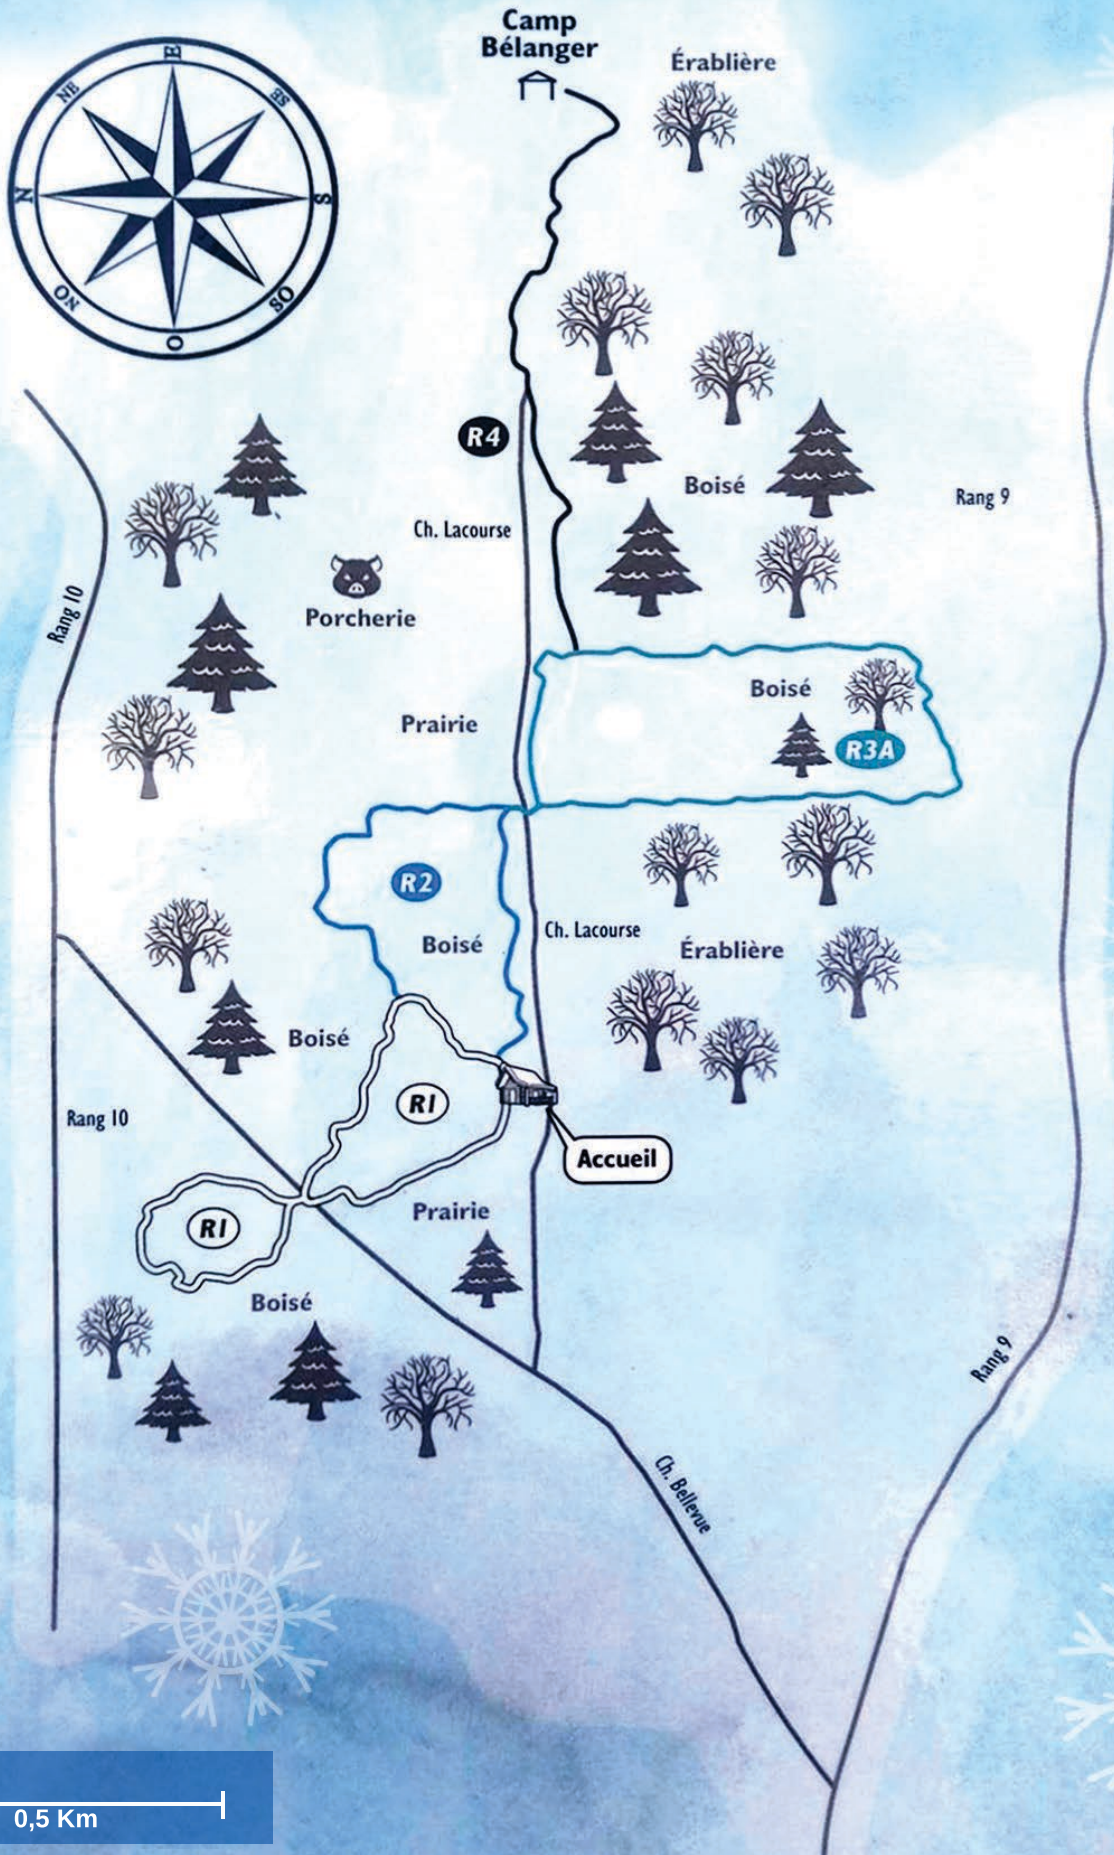 Camp
Bélanger
Érablière
E
NE
SE
N
S
NO
SO
O
R4
Boisé
Rang 9
Ch. Lacourse
Rang 10
Porcherie
Boisé
Prairie
R3A
R2
Ch. Lacourse
Boisé
Érablière
Boisé
R1
Rang 10
Accueil
Prairie
R1
Boisé
Rang 9
Ch. Bellevue
0,5 Km